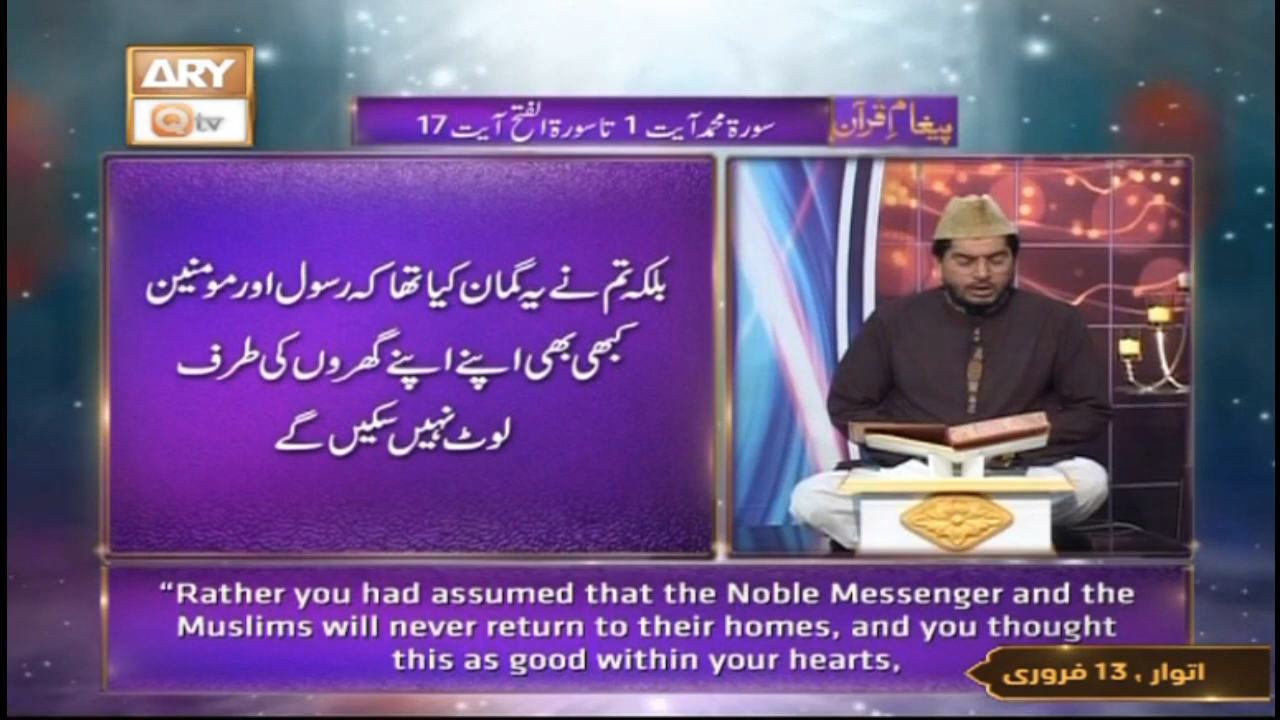 ARY
Qtv
پیغامِ قرآن
سورۃ محمد آیت 1 تا سورۃ الفتح آیت 17
بلکہ تم نے یہ گمان کیا تھا کہ رسول اور مومنین
کبھی بھی اپنے اپنے گھروں کی طرف
لوٹ نہیں سکیں گے
“Rather you had assumed that the Noble Messenger and the
Muslims will never return to their homes, and you thought
this as good within your hearts,
اتوار ، 13 فروری